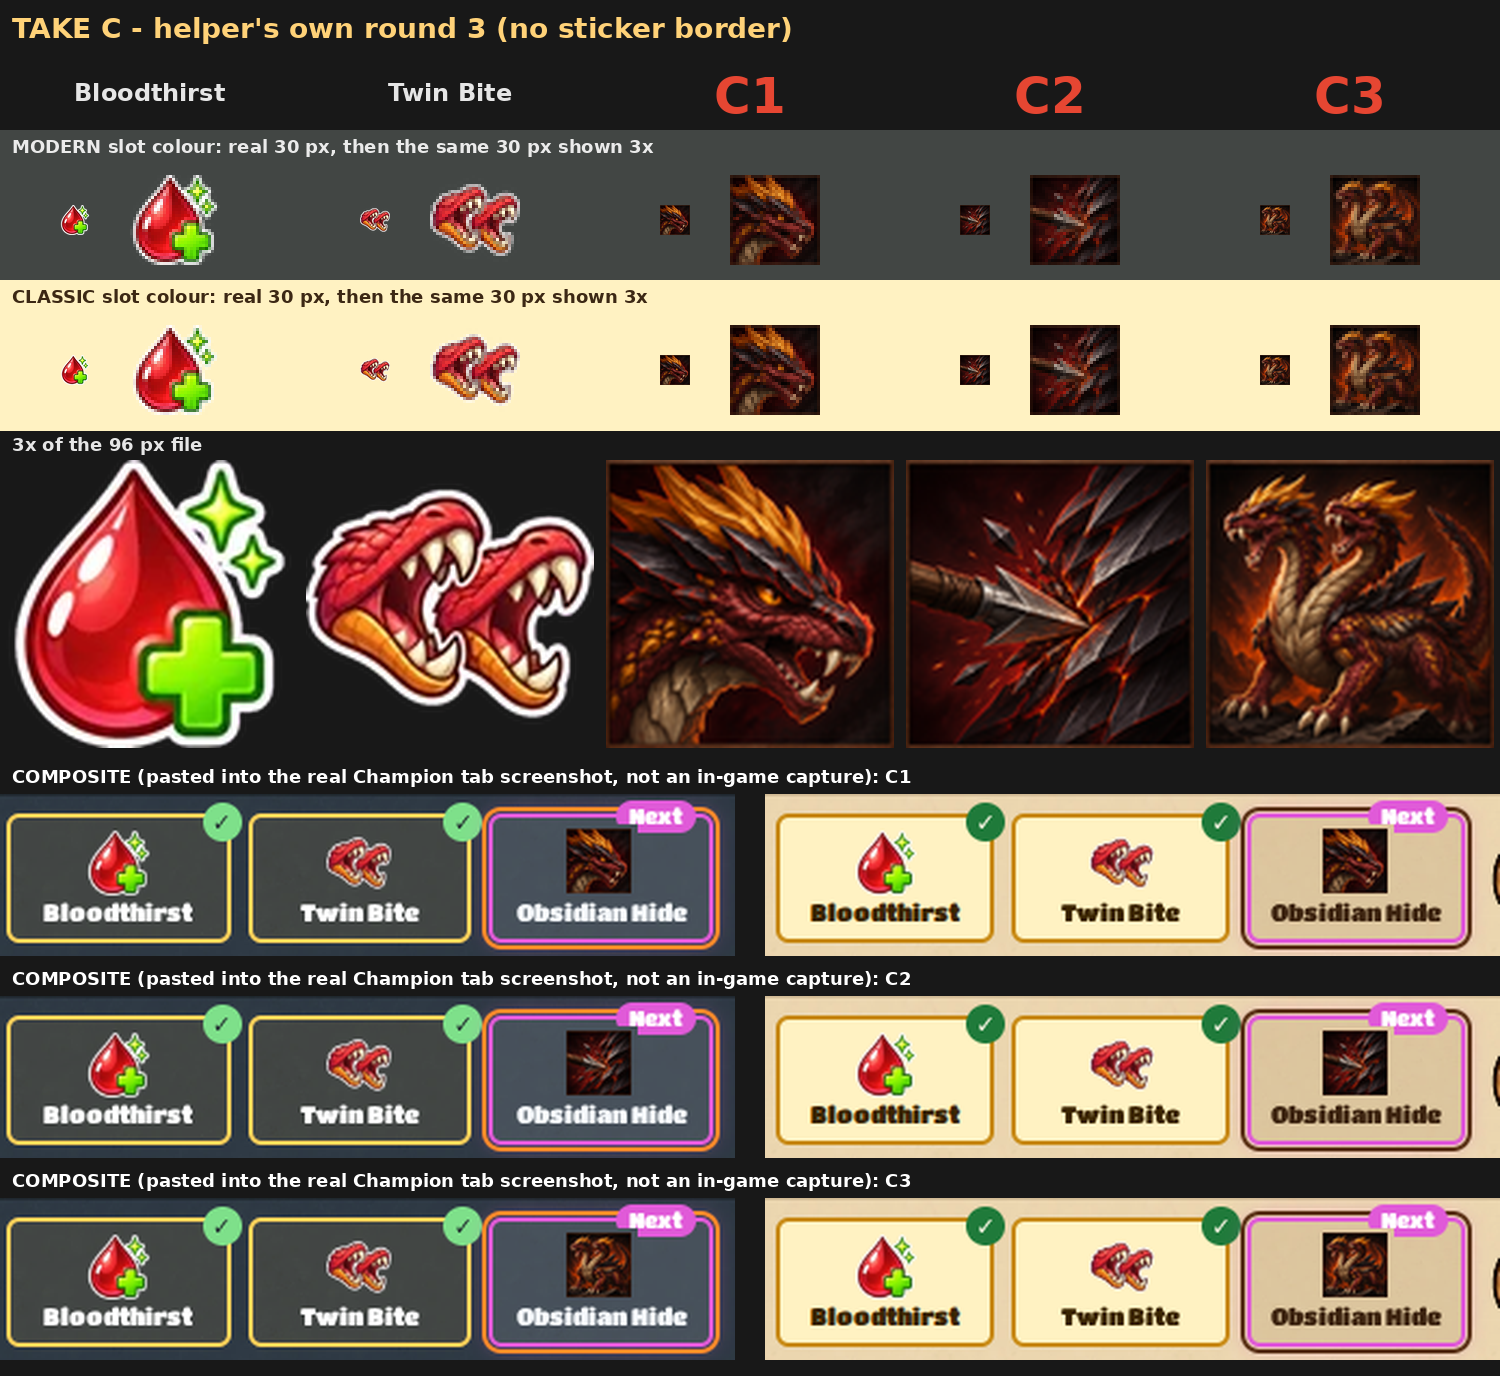 TAKE C - helper's own round 3 (no sticker border)
Bloodthirst Twin Bite C1 C2 C3
MODERN slot colour: real 30 px, then the same 30 px shown 3x
CLASSIC slot colour: real 30 px, then the same 30 px shown 3x
3x of the 96 px file
COMPOSITE (pasted into the real Champion tab screenshot, not an in-game capture): C1
Next Next
Bloodthirst Twin Bite Obsidian Hide Bloodthirst Twin Bite Obsidian Hide
COMPOSITE (pasted into the real Champion tab screenshot, not an in-game capture): C2
Next Next
Bloodthirst Twin Bite Obsidian Hide Bloodthirst Twin Bite Obsidian Hide
COMPOSITE (pasted into the real Champion tab screenshot, not an in-game capture): C3
Next Next
Bloodthirst Twin Bite Obsidian Hide Bloodthirst Twin Bite Obsidian Hide